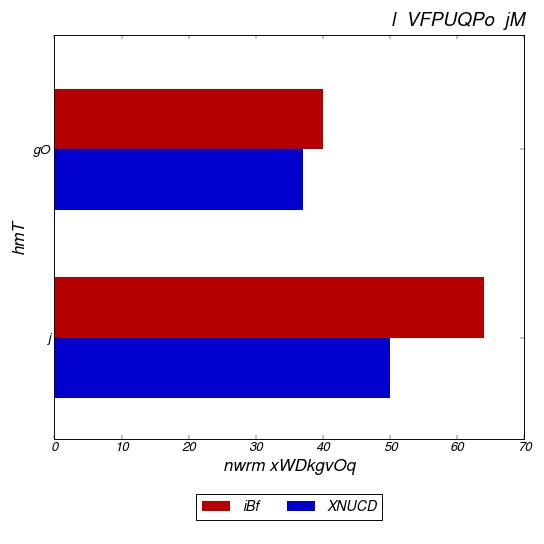 l VFPUQPo jM
gO
j
hmT
0 10 20 30 40 50 60 70
nwrm xWDkgvOq
iBf XNUCD